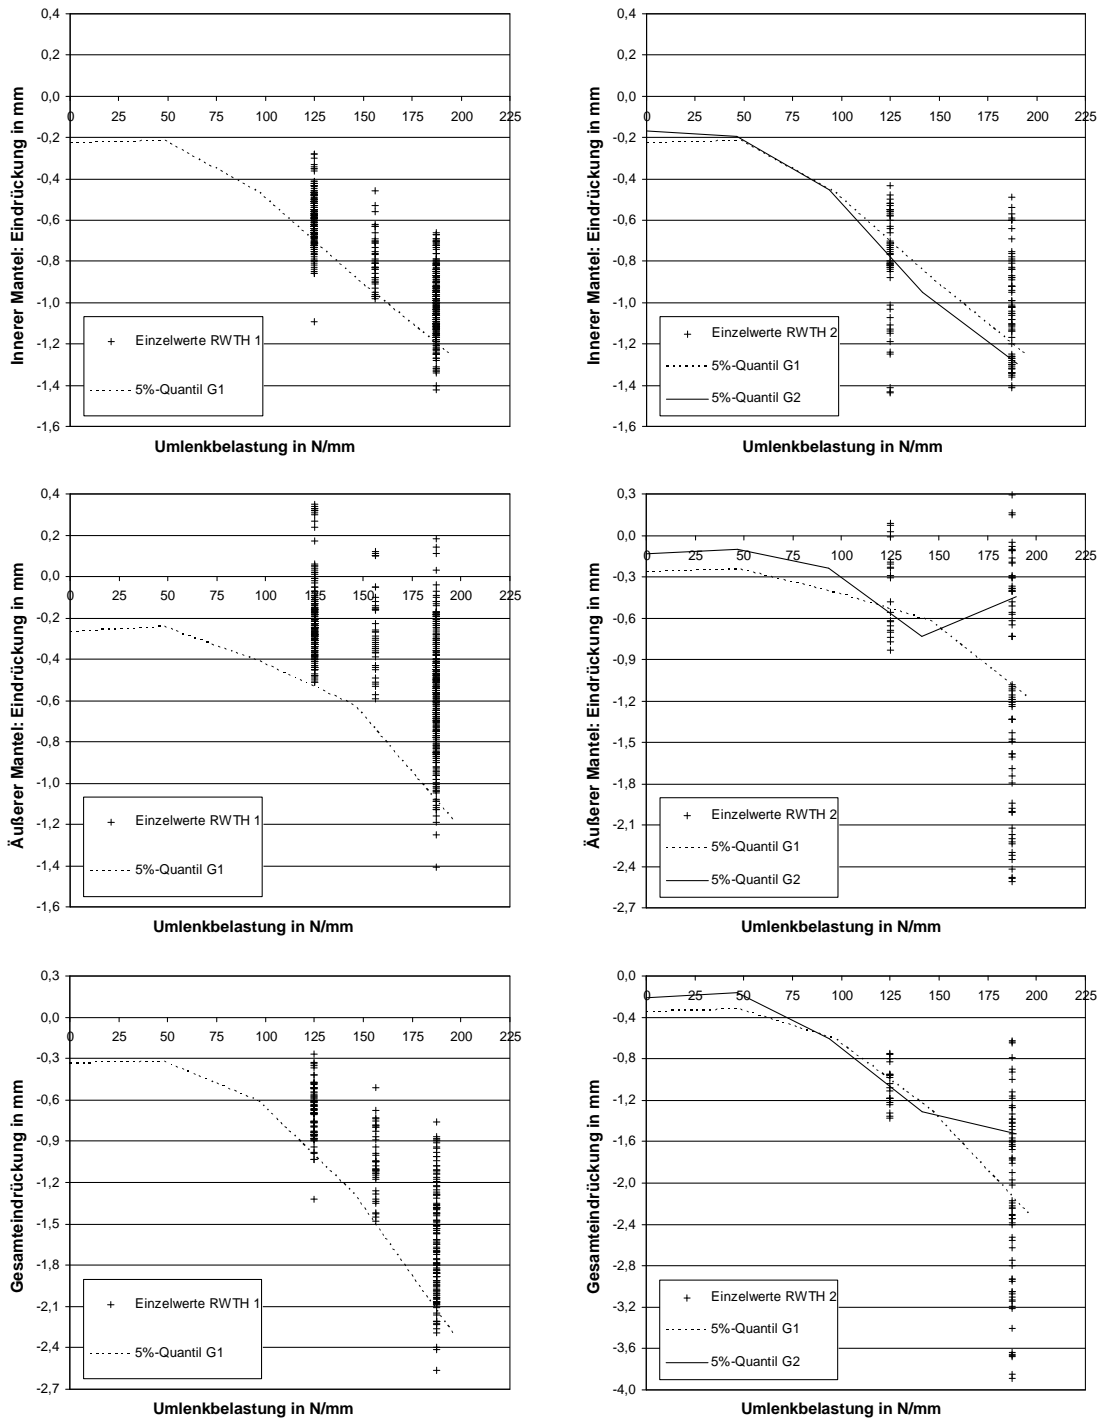 0,4
0,2
0,0
-0,2
-0,4
-0,6
-0,8
-1,0
-1,2
-1,4
-1,6
0 25 50 75 100 125 150 175 200 225
Innerer Mantel: Eindrückung in mm
Einzelwerte RWTH 1
5%-Quantil G1
Umlenkbelastung in N/mm
0,4
0,2
0,0
-0,2
-0,4
-0,6
-0,8
-1,0
-1,2
-1,4
-1,6
0 25 50 75 100 125 150 175 200 225
Innerer Mantel: Eindrückung in mm
Einzelwerte RWTH 2
5%-Quantil G1
5%-Quantil G2
Umlenkbelastung in N/mm
0,4
0,2
0,0
-0,2
-0,4
-0,6
-0,8
-1,0
-1,2
-1,4
-1,6
0 25 50 75 100 125 150 175 200 225
Äußerer Mantel: Eindrückung in mm
Einzelwerte RWTH 1
5%-Quantil G1
Umlenkbelastung in N/mm
0,3
0,0
-0,3
-0,6
-0,9
-1,2
-1,5
-1,8
-2,1
-2,4
-2,7
0 25 50 75 100 125 150 175 200 225
Äußerer Mantel: Eindrückung in mm
Einzelwerte RWTH 2
5%-Quantil G1
5%-Quantil G2
Umlenkbelastung in N/mm
0,3
0,0
-0,3
-0,6
-0,9
-1,2
-1,5
-1,8
-2,1
-2,4
-2,7
0 25 50 75 100 125 150 175 200 225
Gesamteindrückung in mm
Einzelwerte RWTH 1
5%-Quantil G1
Umlenkbelastung in N/mm
0,0
-0,4
-0,8
-1,2
-1,6
-2,0
-2,4
-2,8
-3,2
-3,6
-4,0
0 25 50 75 100 125 150 175 200 225
Gesamteindrückung in mm
Einzelwerte RWTH 2
5%-Quantil G1
5%-Quantil G2
Umlenkbelastung in N/mm